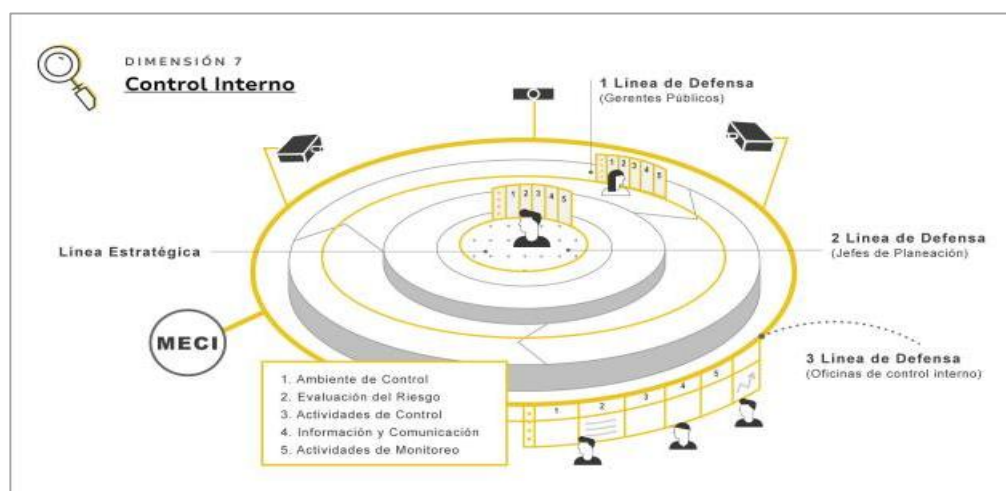 DIMENSIÓN 7
Control Interno
1 Línea de Defensa
(Gerentes Públicos)
1 2 3 4 5
1 2 3 4 5
Línea Estratégica
2 Línea de Defensa
(Jefes de Planeación)
MECI
3 Línea de Defensa
(Oficinas de control interno)
1. Ambiente de Control
2. Evaluación del Riesgo
3. Actividades de Control
4. Información y Comunicación
5. Actividades de Monitoreo
1 2 3 4 5